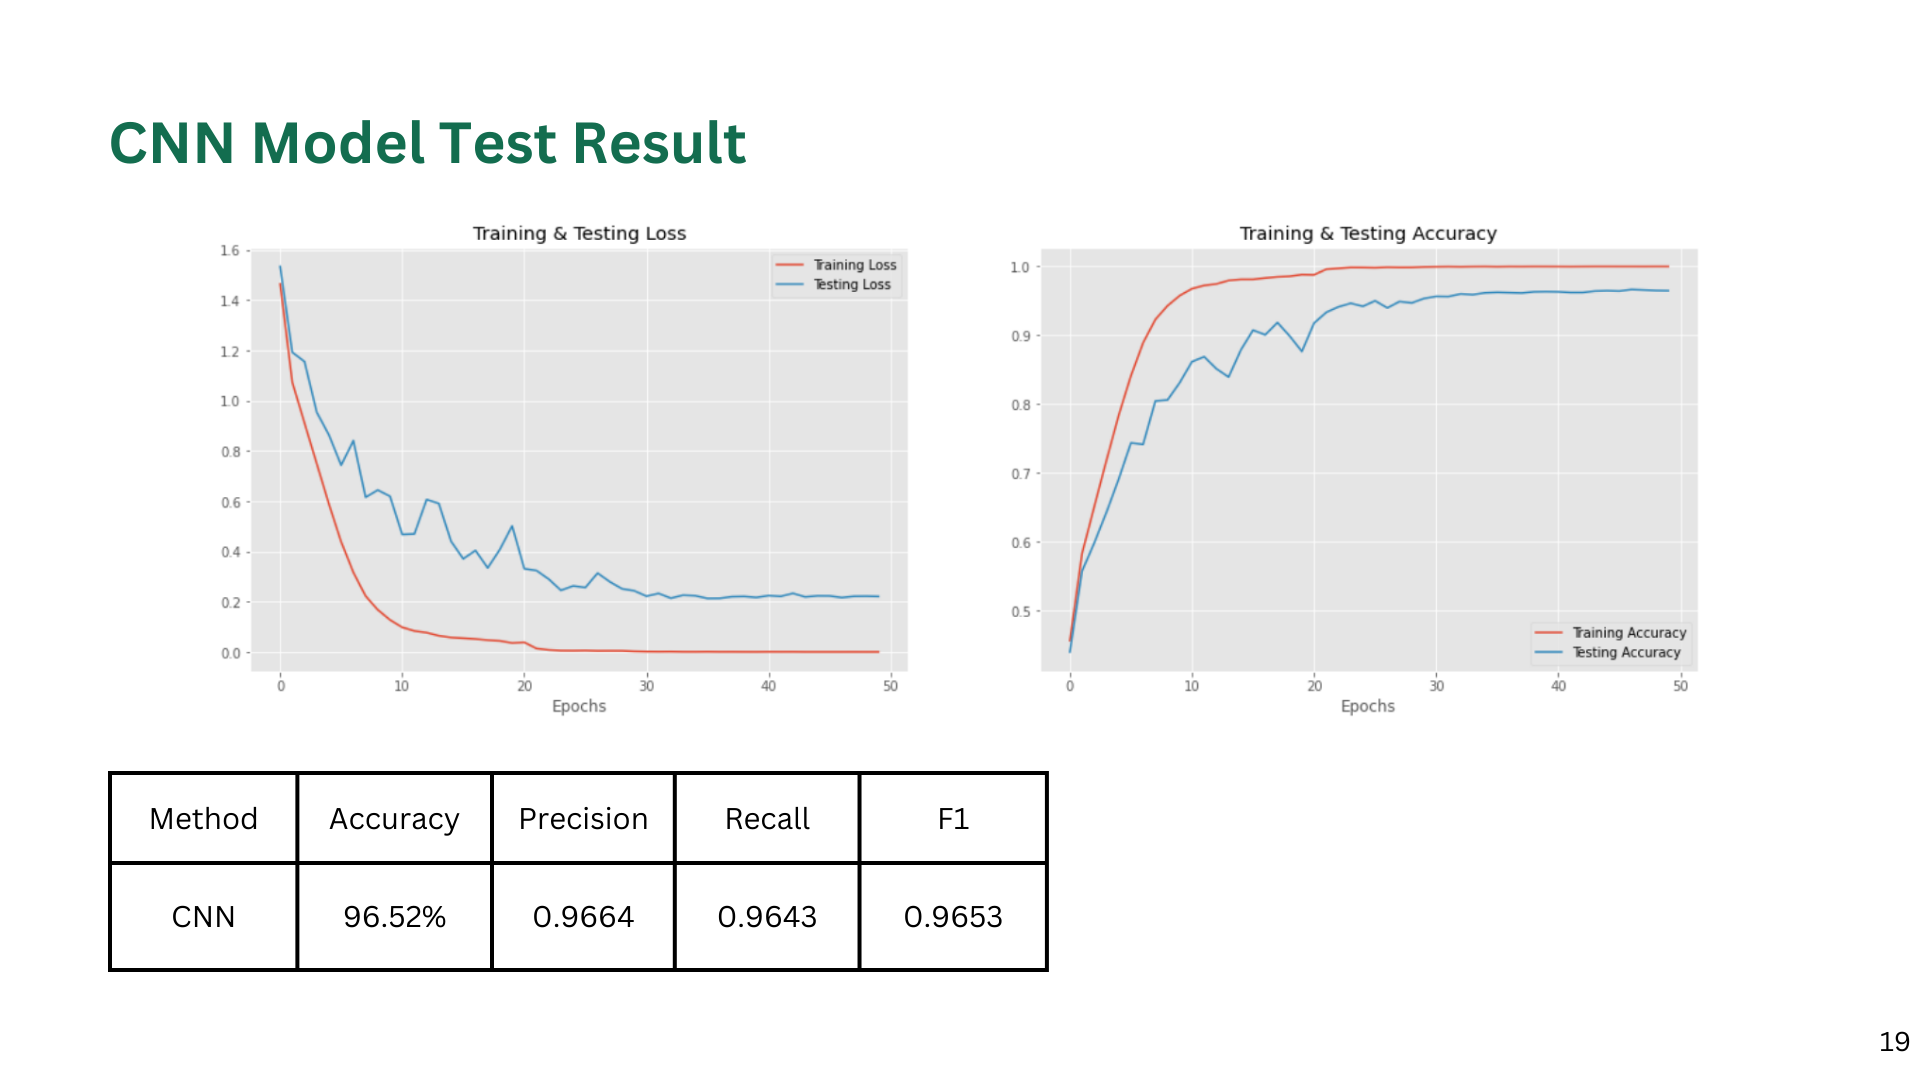 CNN Model Test Result
Training & Testing Loss
1.6
1.4
1.2
1.0
0.8
0.6
0.4
0.2
0.0
Training Loss
Testing Loss
0 10 20 30 40 50
Epochs
Training & Testing Accuracy
1.0
0.9
0.8
0.7
0.6
0.5
Training Accuracy
Testing Accuracy
0 10 20 30 40 50
Epochs
Method Accuracy Precision Recall F1
CNN 96.52% 0.9664 0.9643 0.9653
19